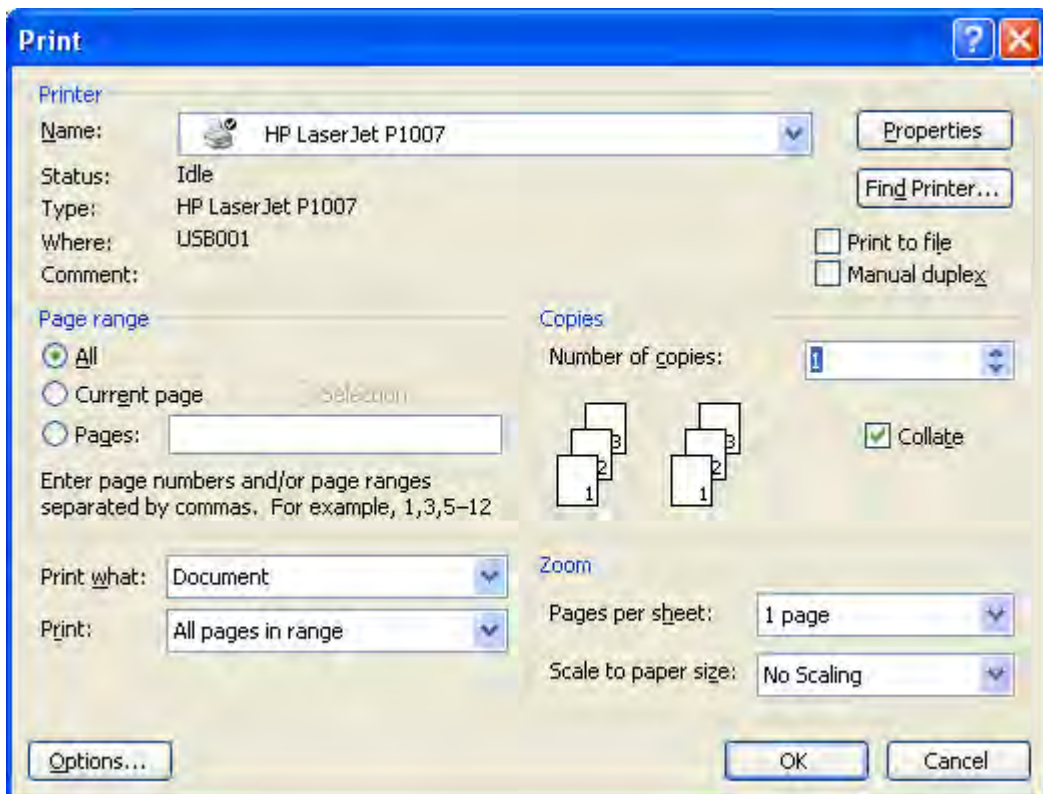 Print
Printer
Name: HP LaserJet P1007 Properties
Status: Idle Find Printer...
Type: HP LaserJet P1007
Where: USB001 Print to file
Comment: Manual duplex
Page range
All
Current page Selection
Pages:
Enter page numbers and/or page ranges
separated by commas. For example, 1,3,5–12
Copies
Number of copies: 1
3 3
2 2
1 1
Collate
Print what: Document
Print: All pages in range
Zoom
Pages per sheet: 1 page
Scale to paper size: No Scaling
Options... OK Cancel